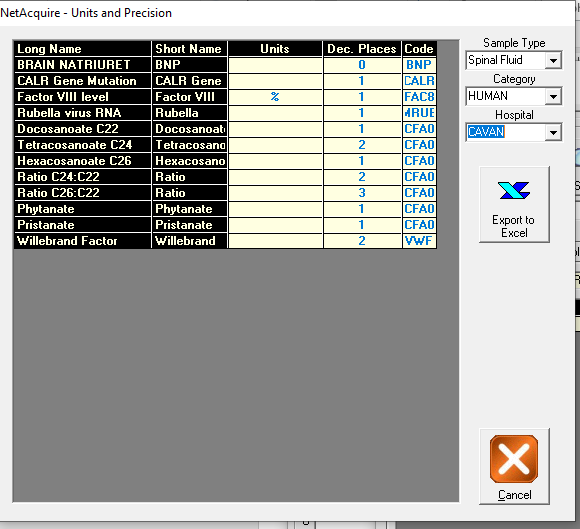 NetAcquire - Units and Precision
Long Name Short Name Units Dec. Places Code
BRAIN NATRIURET BNP 0 BNP
CALR Gene Mutation CALR Gene 1 CALR
Factor VIII level Factor VIII % 1 FAC8
Rubella virus RNA Rubella 1
Docosanoate C22 Docosanoat 1 CFA0
Tetracosanoate C24 Tetracosano 2 CFA0
Hexacosanoate C26 Hexacosano 1 CFA0
Ratio C24:C22 Ratio 2 CFA0
Ratio C26:C22 Ratio 3 CFA0
Phytanate Phytanate 1 CFA0
Pristanate Pristanate 1 CFA0
Willebrand Factor Willebrand 2 VWF
Sample Type
Spinal Fluid
Category
HUMAN
Hospital
CAVAN
Export to
Excel
Cancel